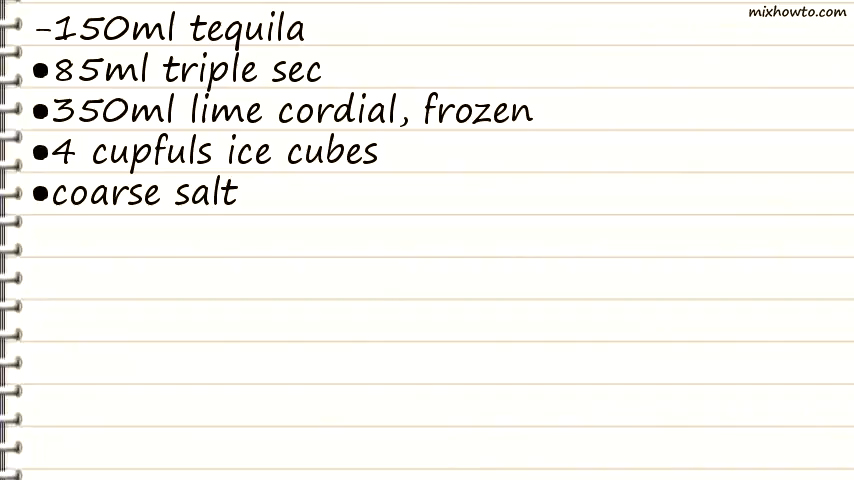 mixhowto.com
-150ml tequila
•85ml triple sec
•350ml lime cordial, frozen
•4 cupfuls ice cubes
•coarse salt